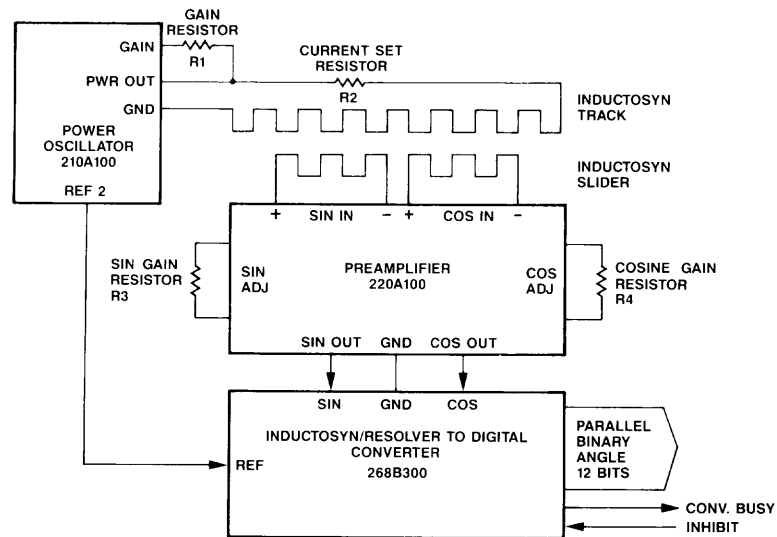 GAIN
RESISTOR
R1
GAIN
PWR OUT
GND
POWER
OSCILLATOR
210A100
REF 2
CURRENT SET
RESISTOR
R2
INDUCTOSYN
TRACK
INDUCTOSYN
SLIDER
+ SIN IN - + COS IN -
SIN GAIN
RESISTOR
R3
SIN
ADJ
PREAMPLIFIER
220A100
COS
ADJ
COSINE GAIN
RESISTOR
R4
SIN OUT GND COS OUT
SIN GND COS
INDUCTOSYN/RESOLVER TO DIGITAL
CONVERTER
268B300
REF
PARALLEL
BINARY
ANGLE
12 BITS
CONV. BUSY
INHIBIT